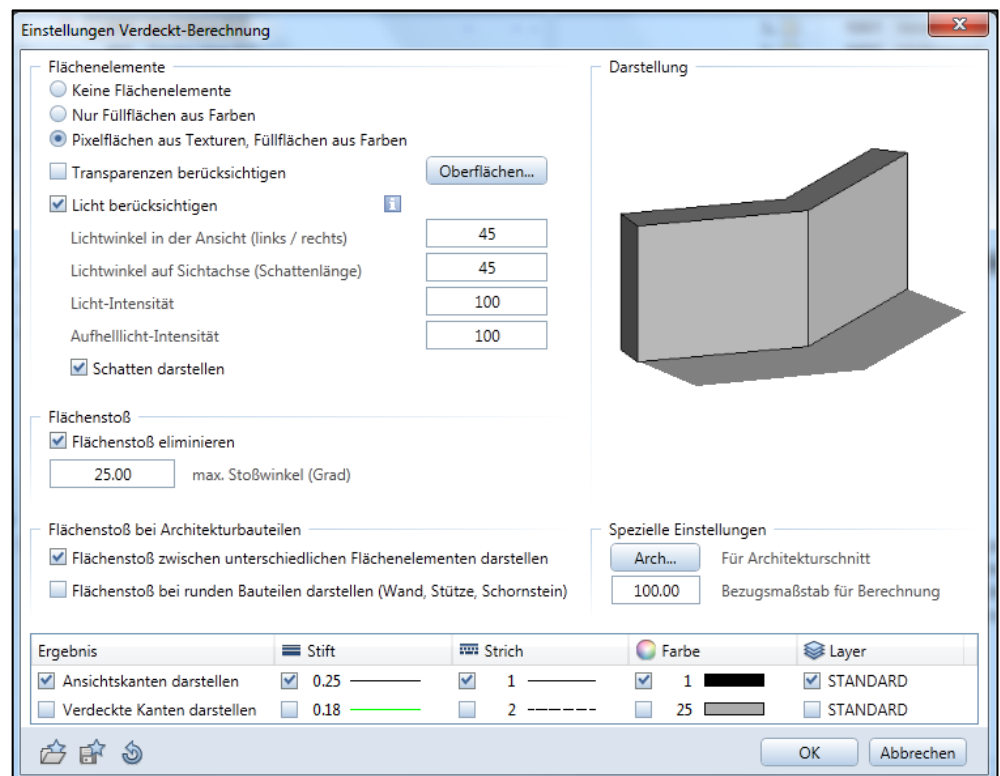 Einstellungen Verdeckt-Berechnung
Flächenelemente
Keine Flächenelemente
Nur Füllflächen aus Farben
Pixelflächen aus Texturen, Füllflächen aus Farben
Transparenzen berücksichtigen
Oberflächen...
Licht berücksichtigen
Lichtwinkel in der Ansicht (links / rechts) 45
Lichtwinkel auf Sichtachse (Schattenlänge) 45
Licht-Intensität 100
Aufhelllicht-Intensität 100
Schatten darstellen
Darstellung
Flächenstoß
Flächenstoß eliminieren
25.00 max. Stoßwinkel (Grad)
Flächenstoß bei Architekturbauteilen
Flächenstoß zwischen unterschiedlichen Flächenelementen darstellen
Flächenstoß bei runden Bauteilen darstellen (Wand, Stütze, Schornstein)
Spezielle Einstellungen
Arch... Für Architekturschnitt
100.00 Bezugsmaßstab für Berechnung
Ergebnis Stift Strich Farbe Layer
Ansichtskanten darstellen 0.25 1 1 STANDARD
Verdeckte Kanten darstellen 0.18 2 25 STANDARD
OK Abbrechen